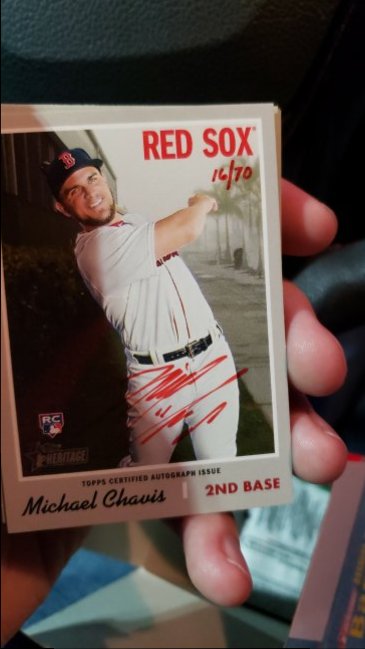 RED SOX
16/70
B
RC
HERITAGE
TOPPS CERTIFIED AUTOGRAPH ISSUE
Michael Chavis
2ND BASE